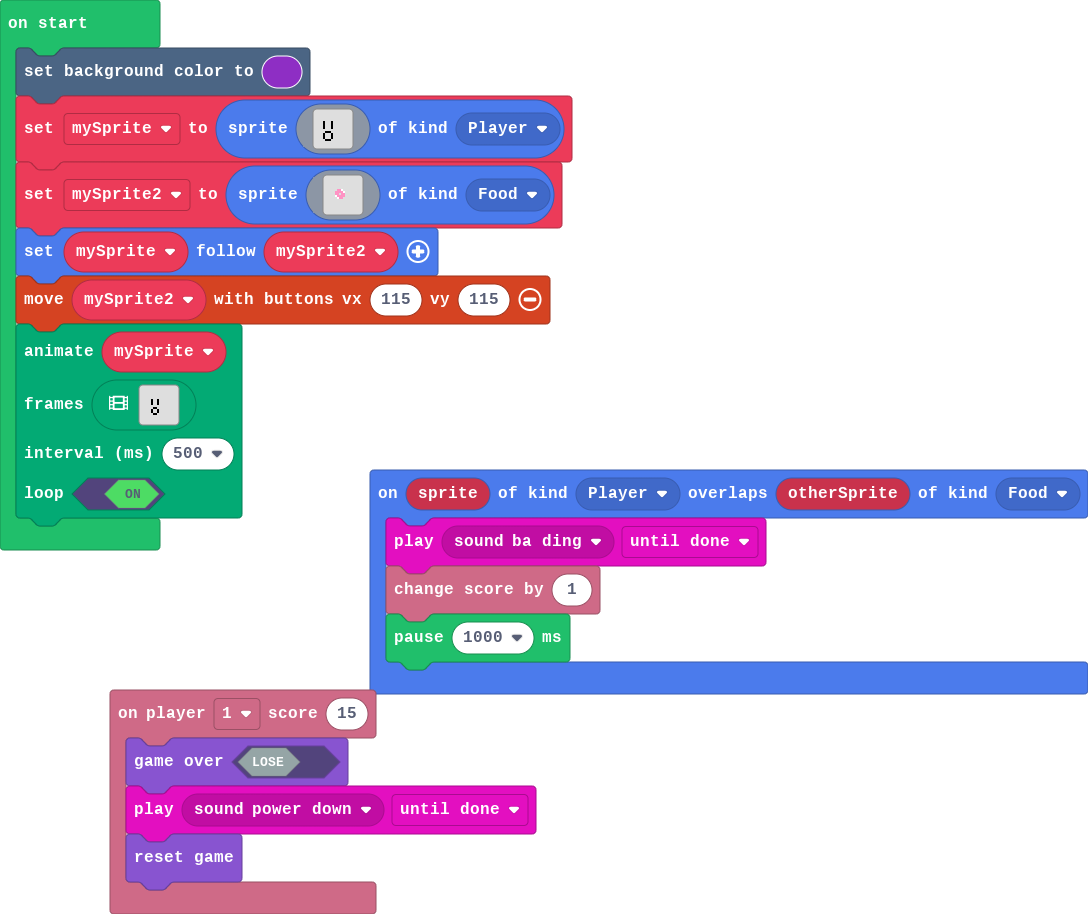 on start
set background color to
set mySprite to sprite of kind Player
set mySprite2 to sprite of kind Food
set mySprite follow mySprite2
move mySprite2 with buttons vx 115 vy 115
animate mySprite
frames
interval (ms) 500
loop ON
on sprite of kind Player overlaps otherSprite of kind Food
play sound ba ding until done
change score by 1
pause 1000 ms
on player 1 score 15
game over LOSE
play sound power down until done
reset game